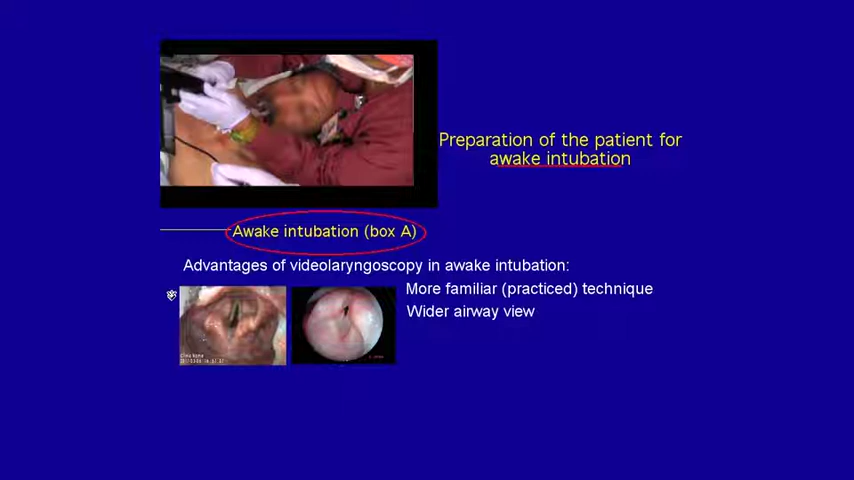 Preparation of the patient for
awake intubation
Awake intubation (box A)
Advantages of videolaryngoscopy in awake intubation:
More familiar (practiced) technique
Wider airway view